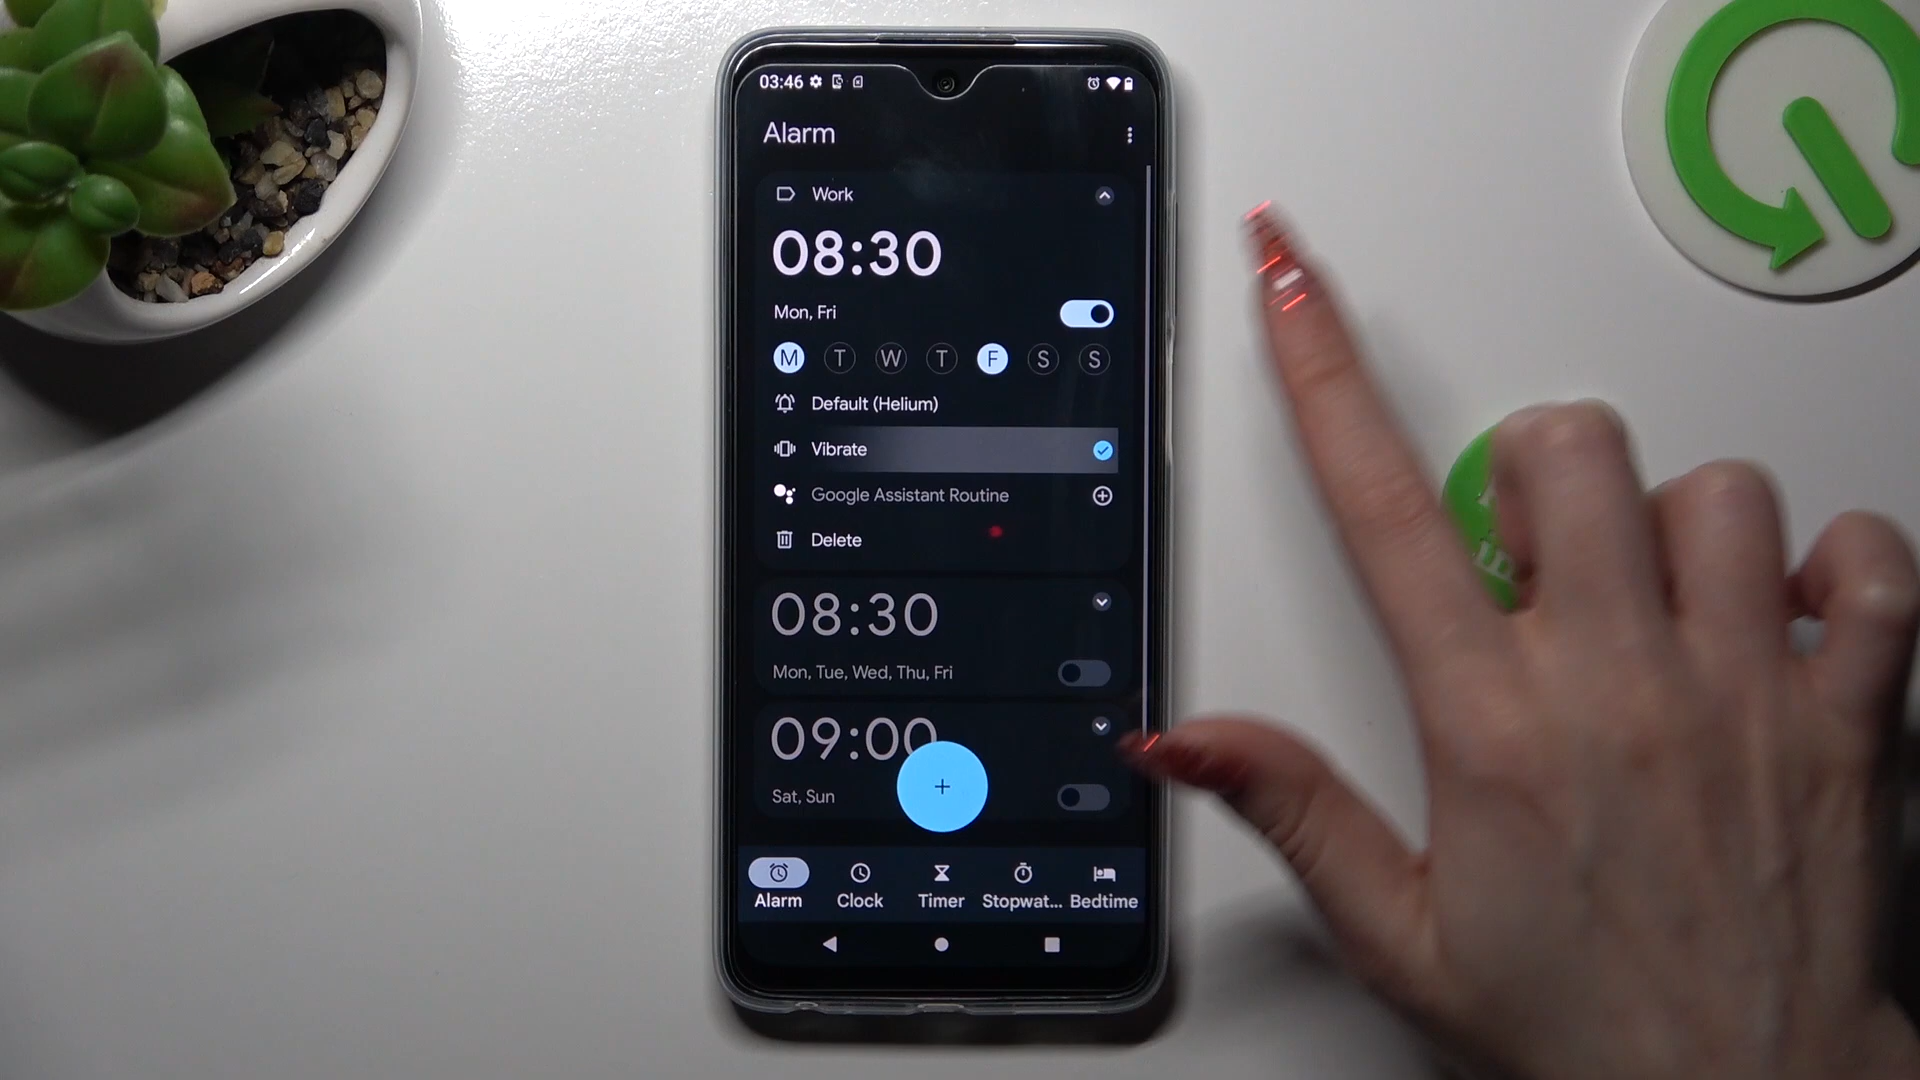 03:46
Alarm
Work
08:30
Mon, Fri
M T W T F S S
Default (Helium)
Vibrate
Google Assistant Routine
Delete
08:30
Mon, Tue, Wed, Thu, Fri
09:00
Sat, Sun
+
Alarm Clock Timer Stopwat... Bedtime